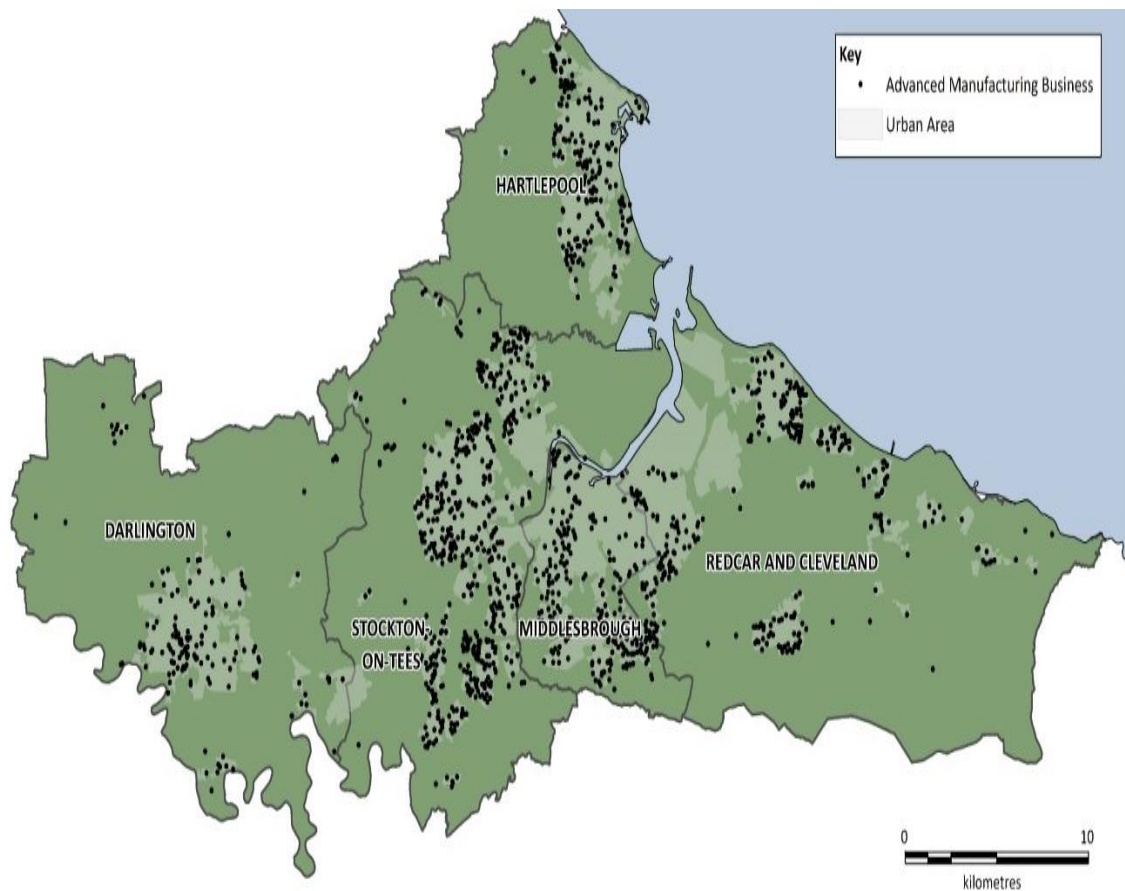 Key
Advanced Manufacturing Business
Urban Area
HARTLEPOOL
DARLINGTON
STOCKTON-
ON-TEES
MIDDLESBROUGH
REDCAR AND CLEVELAND
0 10
kilometres